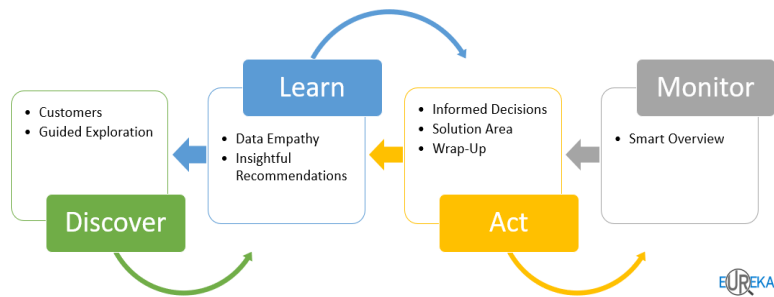 Discover
• Customers
• Guided Exploration
Learn
• Data Empathy
• Insightful
Recommendations
Act
• Informed Decisions
• Solution Area
• Wrap-Up
Monitor
• Smart Overview
EUREKA